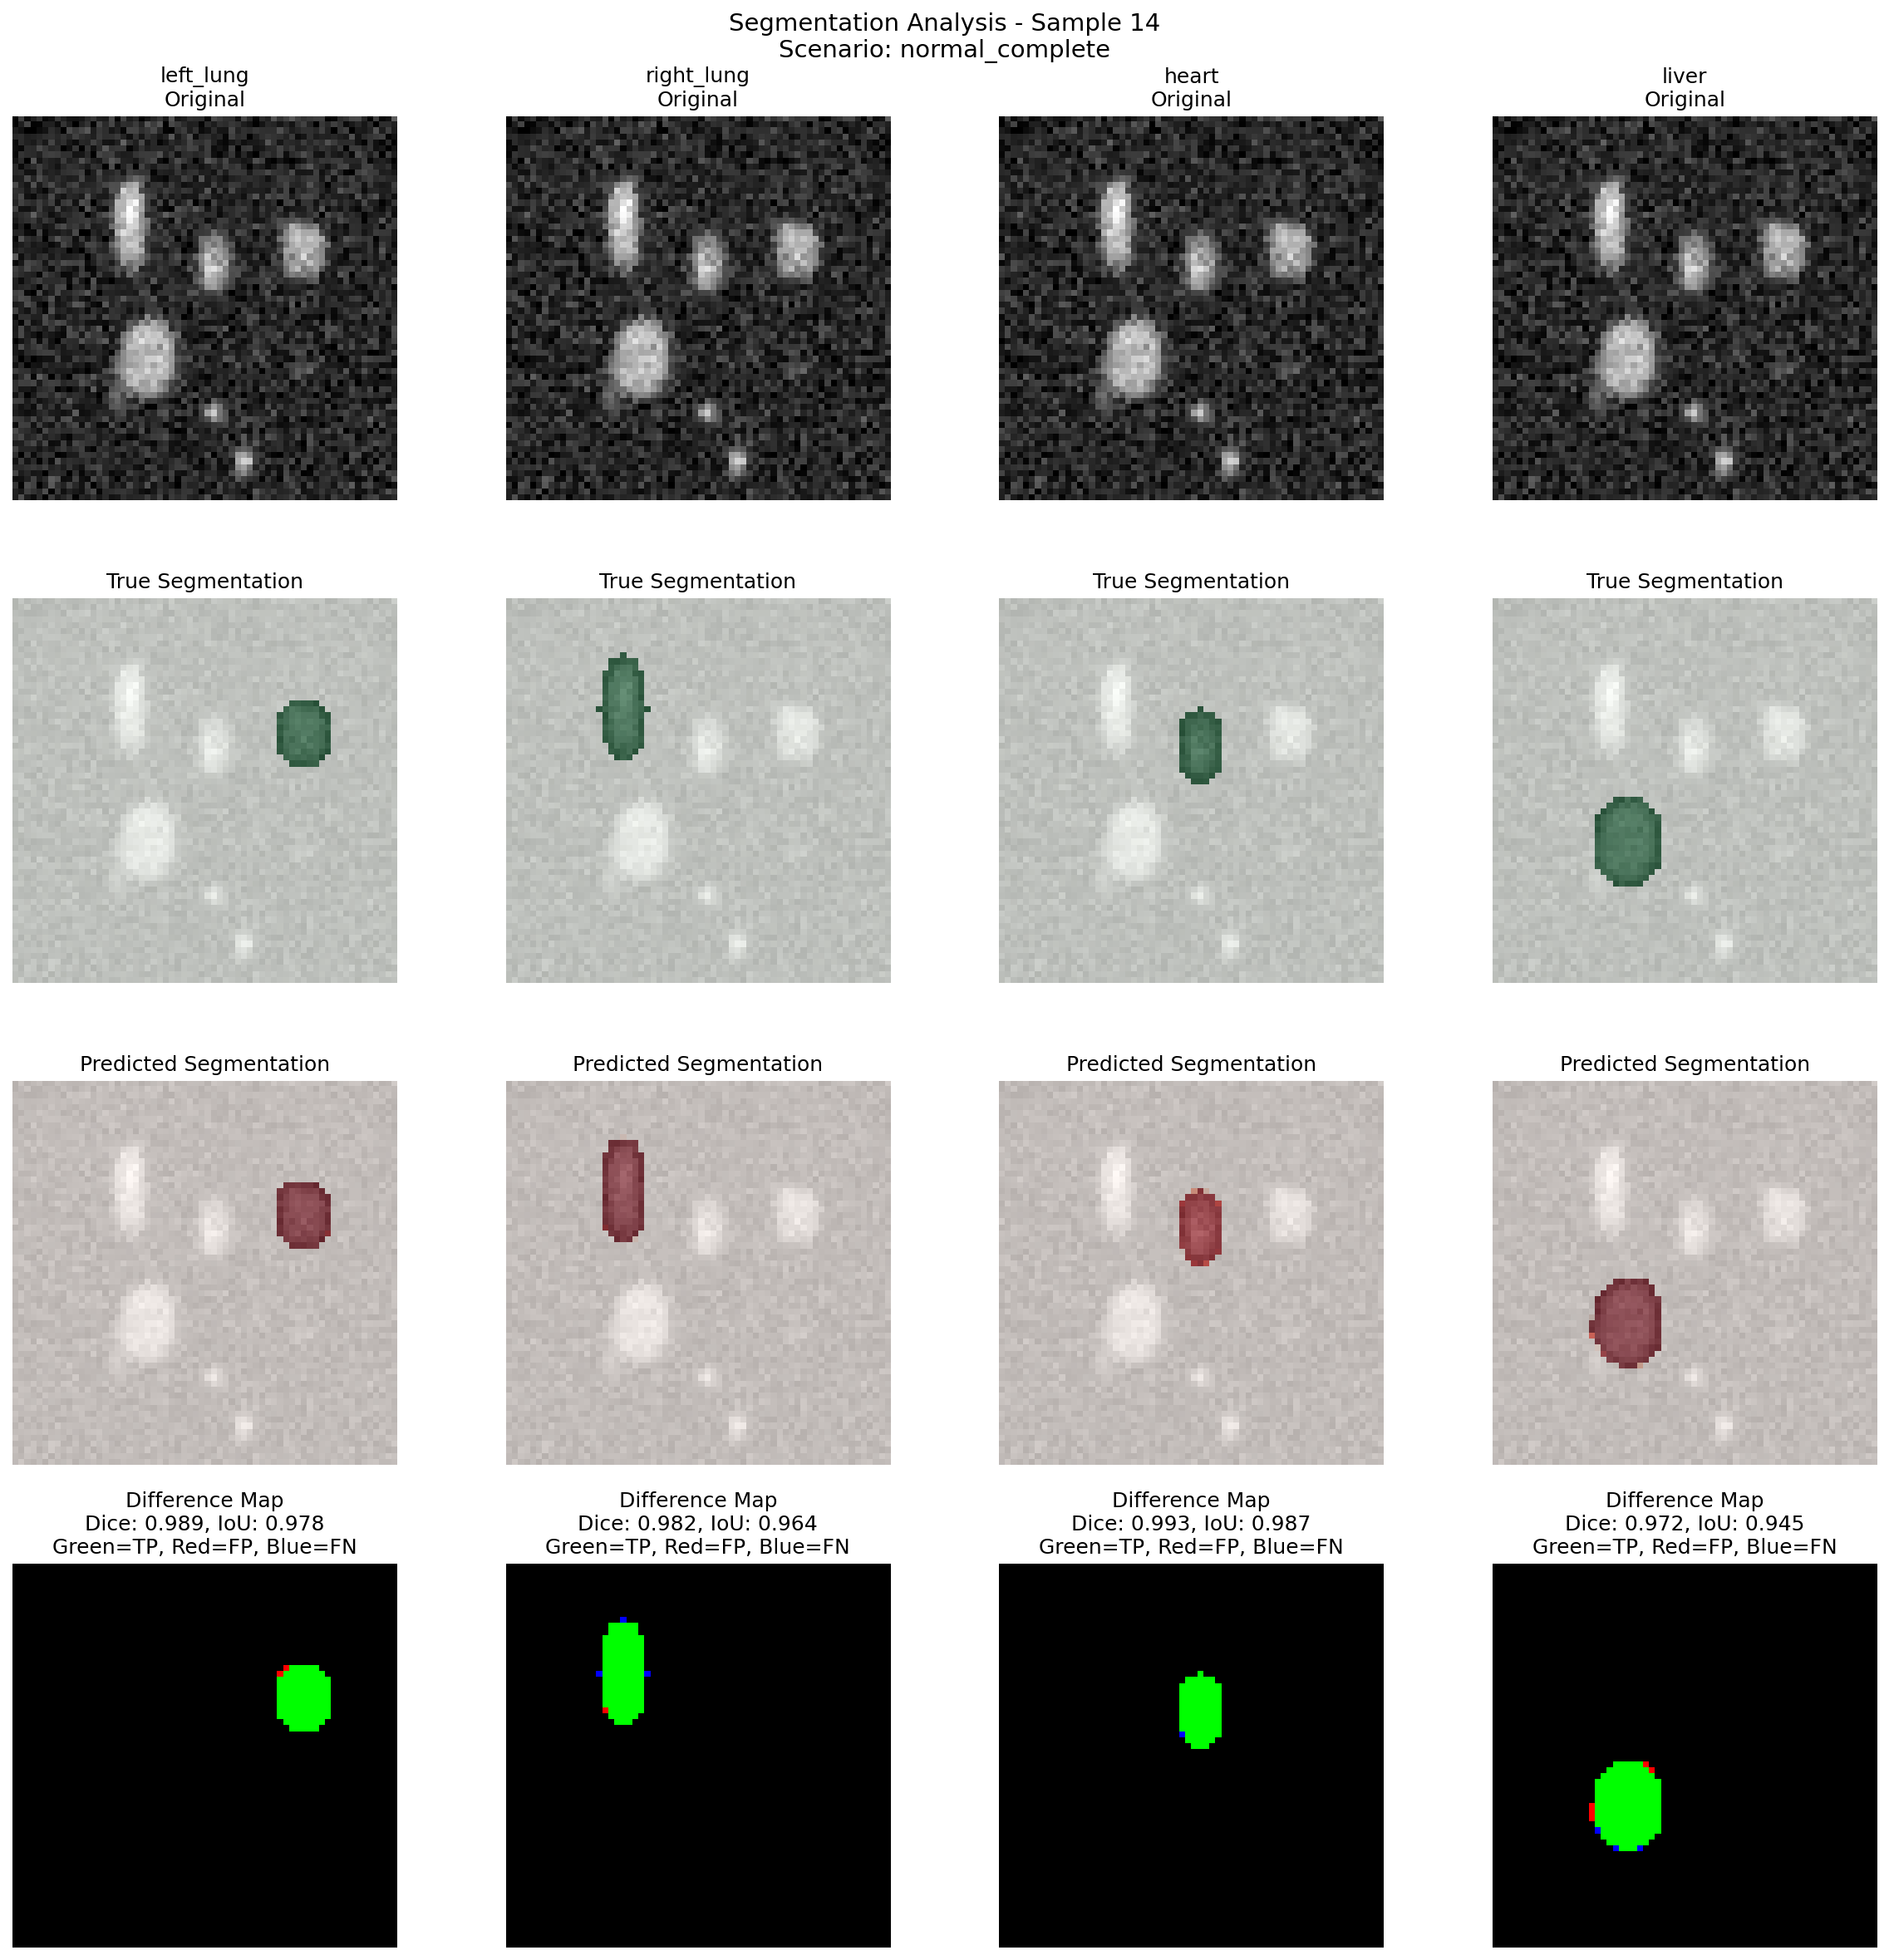 Segmentation Analysis - Sample 14
Scenario: normal_complete
left_lung
Original
right_lung
Original
heart
Original
liver
Original
True Segmentation
True Segmentation
True Segmentation
True Segmentation
Predicted Segmentation
Predicted Segmentation
Predicted Segmentation
Predicted Segmentation
Difference Map
Dice: 0.989, IoU: 0.978
Green=TP, Red=FP, Blue=FN
Difference Map
Dice: 0.982, IoU: 0.964
Green=TP, Red=FP, Blue=FN
Difference Map
Dice: 0.993, IoU: 0.987
Green=TP, Red=FP, Blue=FN
Difference Map
Dice: 0.972, IoU: 0.945
Green=TP, Red=FP, Blue=FN